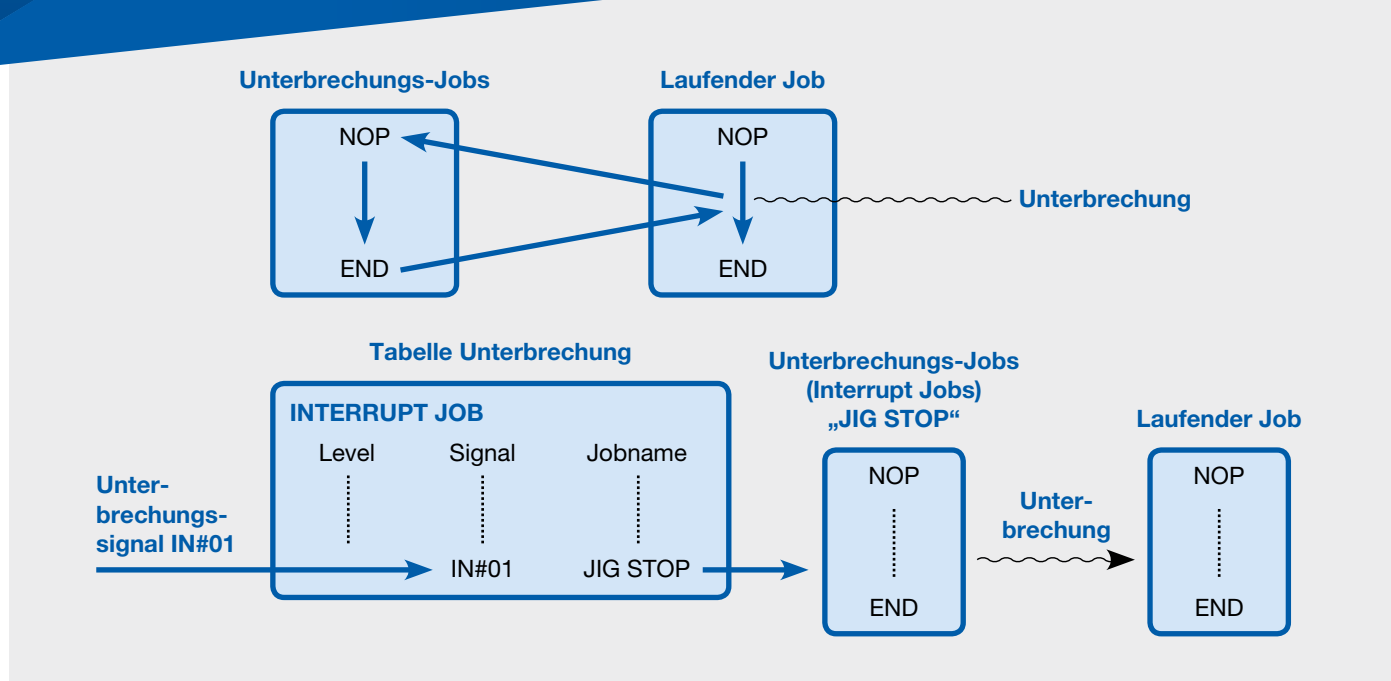 Unterbrechungs-Jobs
Laufender Job
NOP
NOP
Unterbrechung
END
END
Tabelle Unterbrechung
Unterbrechungs-Jobs
(Interrupt Jobs)
„JIG STOP“
Laufender Job
INTERRUPT JOB
Level
Signal
Jobname
Unter-
brechungs-
signal IN#01
IN#01
JIG STOP
NOP
END
Unter-
brechung
NOP
END